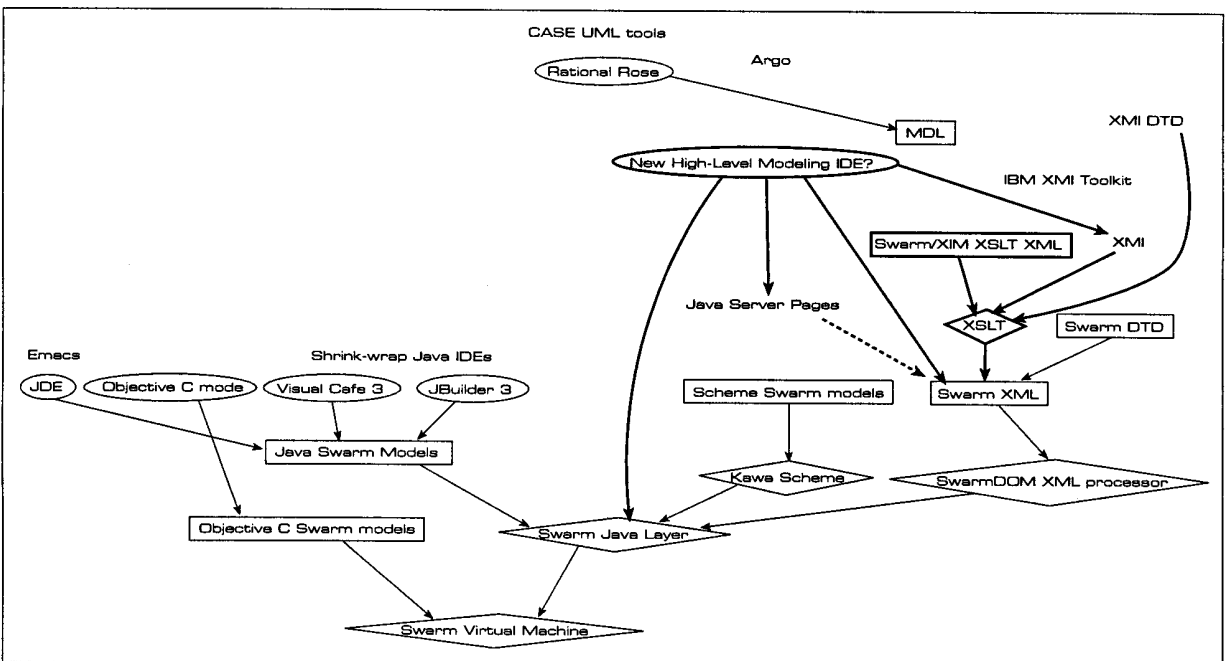 CASE UML tools
Argo
Rational Rose
MDL
XMI DTD
New High-Level Modeling IDE?
IBM XMI Toolkit
Swarm/XIM XSLT XML
XMI
Java Server Pages
XSLT
Swarm DTD
Emacs
Shrink-wrap Java IDEs
JDE
Objective C mode
Visual Cafe 3
JBuilder 3
Scheme Swarm models
Swarm XML
Java Swarm Models
Kawa Scheme
SwarmDOM XML processor
Objective C Swarm models
Swarm Java Layer
Swarm Virtual Machine